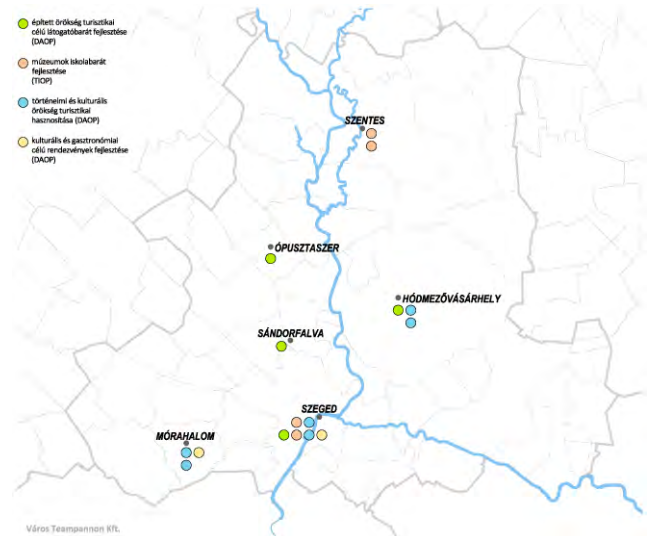 épített örökség turisztikai
célú látogatóbarát fejlesztése
(DAOP)
múzeumok iskolabarát
fejlesztése
(TIOP)
történelmi és kulturális
örökség turisztikai
hasznosítása (DAOP)
kulturális és gasztronómiai
célú rendezvények fejlesztése
(DAOP)
SZENTES
ÓPUSZTASZER
HÓDMEZŐVÁSÁRHELY
SÁNDORFALVA
SZEGED
MÓRAHALOM
Város Teampannon Kft.